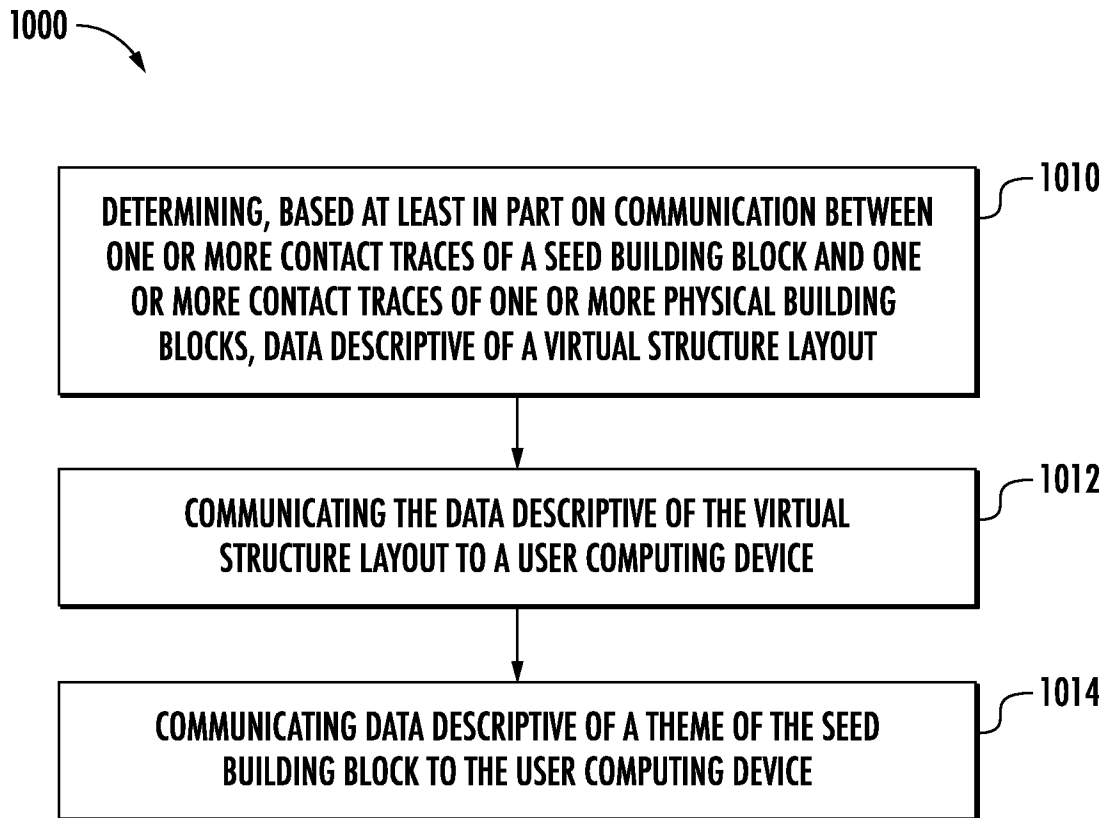 1000
1010
DETERMINING, BASED AT LEAST IN PART ON COMMUNICATION BETWEEN
ONE OR MORE CONTACT TRACES OF A SEED BUILDING BLOCK AND ONE
OR MORE CONTACT TRACES OF ONE OR MORE PHYSICAL BUILDING
BLOCKS, DATA DESCRIPTIVE OF A VIRTUAL STRUCTURE LAYOUT
1012
COMMUNICATING THE DATA DESCRIPTIVE OF THE VIRTUAL
STRUCTURE LAYOUT TO A USER COMPUTING DEVICE
1014
COMMUNICATING DATA DESCRIPTIVE OF A THEME OF THE SEED
BUILDING BLOCK TO THE USER COMPUTING DEVICE